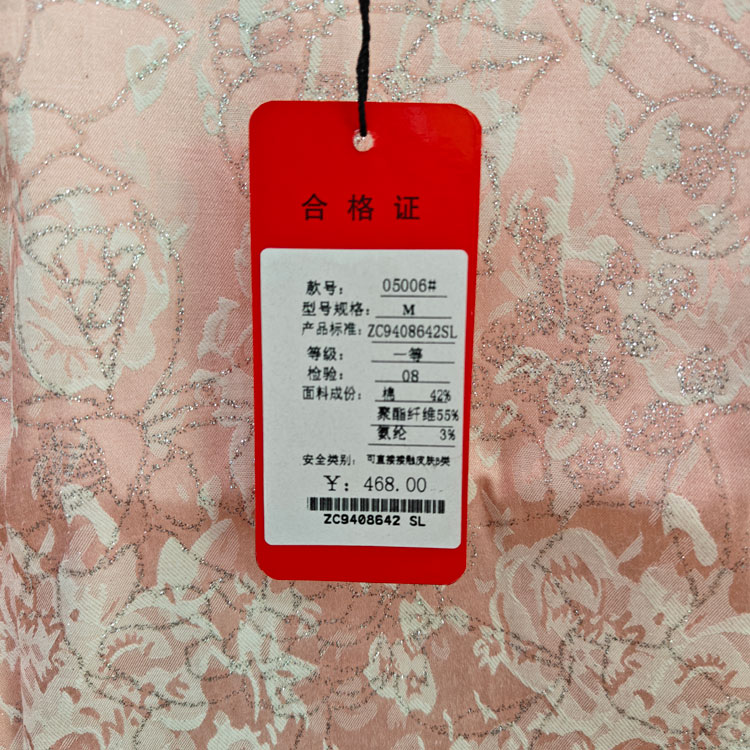 合格证
款号: 05006#
型号规格: M
产品标准: ZC9408642SL
等级: 一等
检验: 08
面料成份: 棉 42%
聚酯纤维55%
氨纶 3%
安全类别: 可直接接触皮肤B类
¥: 468.00
ZC9408642 SL